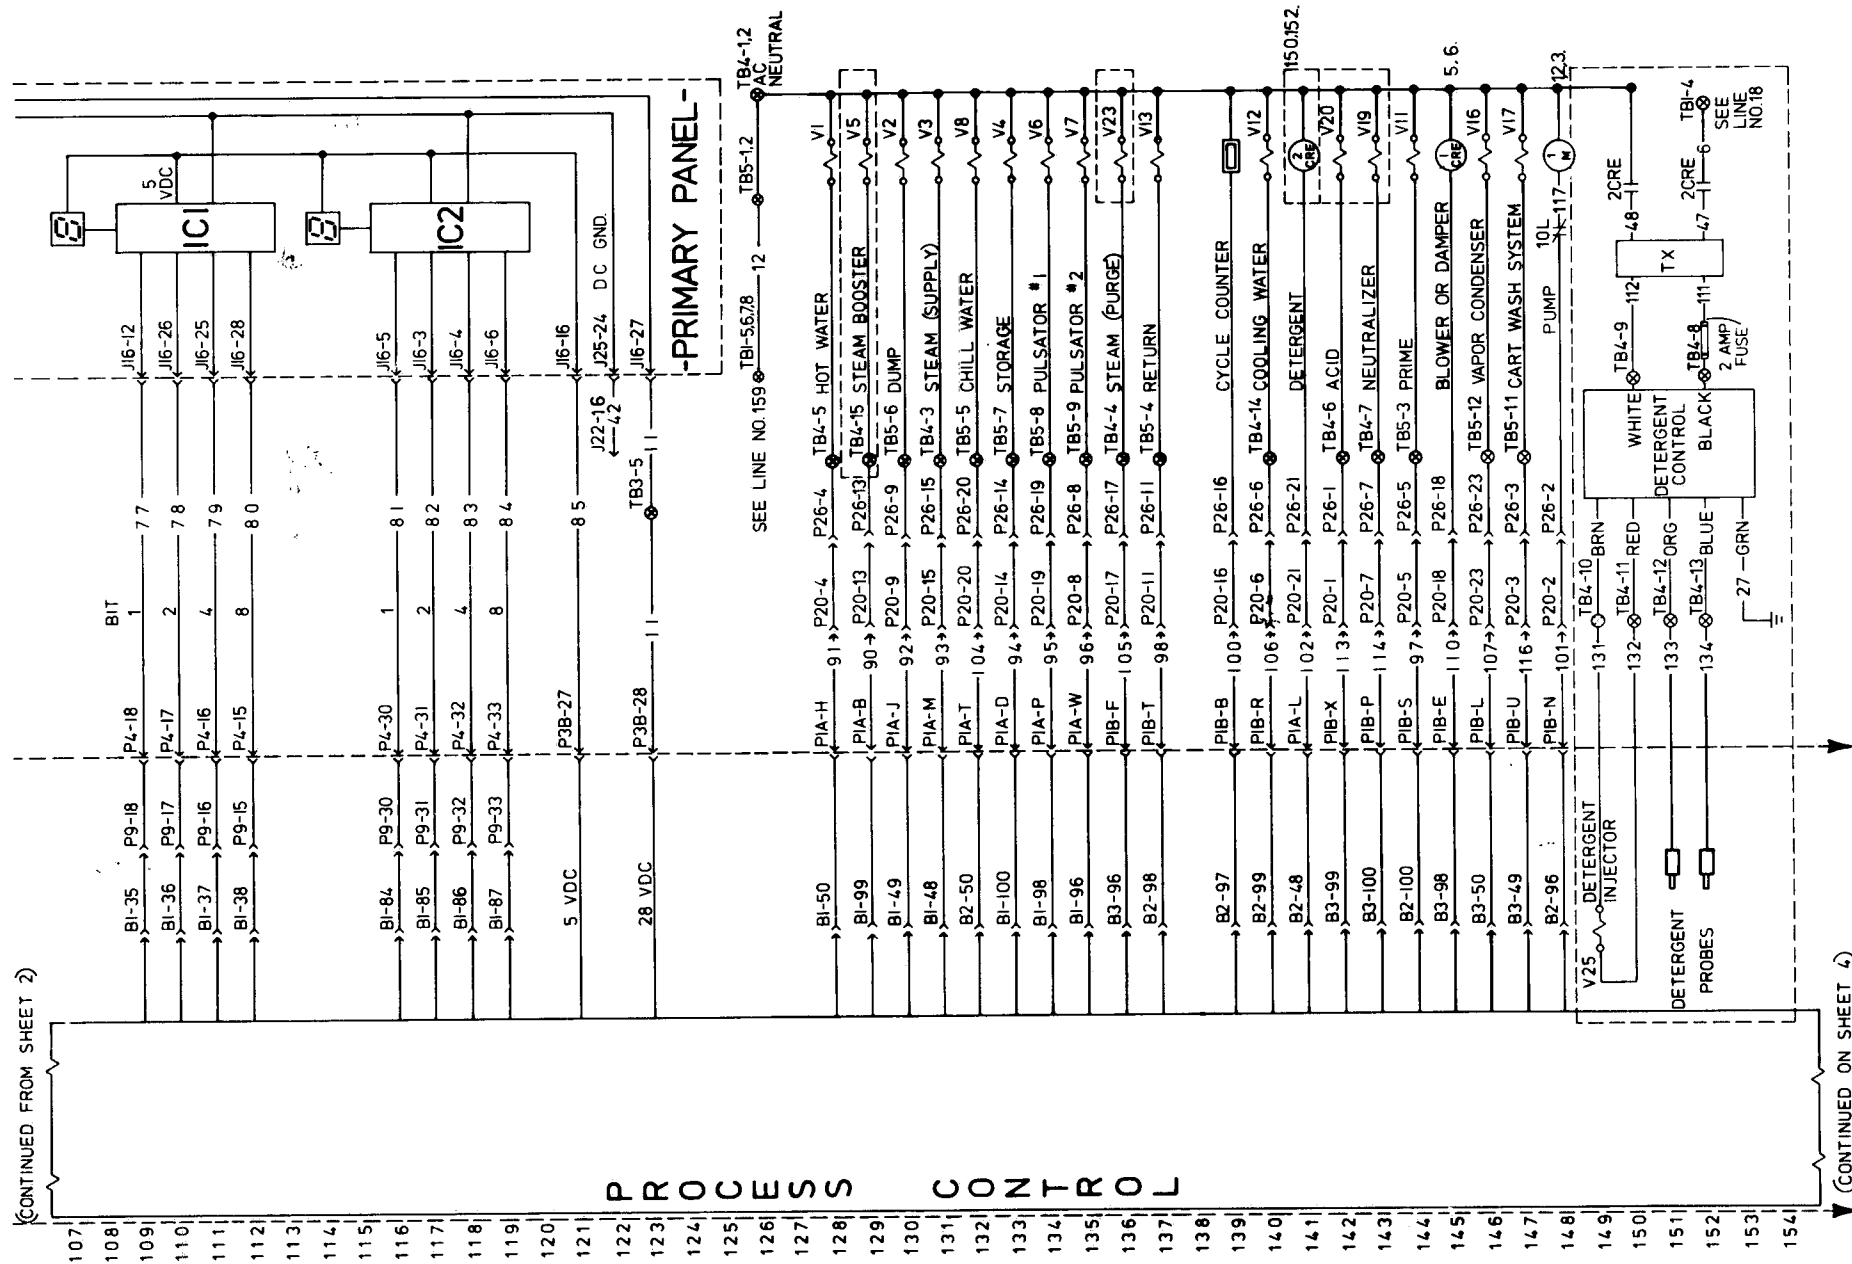 (CONTINUED FROM SHEET 2)
PROCESS CONTROL
-PRIMARY PANEL-
BIT
107
108
109 B1-35 P9-18 P4-18 1 77 J16-12
110 B1-36 P9-17 P4-17 2 78 J16-26
111 B1-37 P9-16 P4-16 4 79 J16-25
112 B1-38 P9-15 P4-15 8 80 J16-28
IC1
5 VDC
113
114
115
116 B1-84 P9-30 P4-30 1 81 J16-5
117 B1-85 P9-31 P4-31 2 82 J16-3
118 B1-86 P9-32 P4-32 4 83 J16-4
119 B1-87 P9-33 P4-33 8 84 J16-6
IC2
120
121 5 VDC P3B-27 85 J16-16
122 J22-16 42 J25-24 DC GND.
123 28 VDC P3B-28 11 TB3-5 11 J16-27
124
125
126 SEE LINE NO.159 TB1-5,6,7,8 12 TB5-1,2 TB4-1,2 AC NEUTRAL
127
128 B1-50 P1A-H 91 P20-4 P26-4 TB4-5 HOT WATER V1
129 B1-99 P1A-B 90 P20-13 P26-13 TB4-15 STEAM BOOSTER V5
130 B1-49 P1A-J 92 P20-9 P26-9 TB5-6 DUMP V2
131 B1-48 P1A-M 93 P20-15 P26-15 TB4-3 STEAM (SUPPLY) V3
132 B2-50 P1A-T 104 P20-20 P26-20 TB5-5 CHILL WATER V8
133 B1-100 P1A-D 94 P20-14 P26-14 TB5-7 STORAGE V4
134 B1-98 P1A-P 95 P20-19 P26-19 TB5-8 PULSATOR #1 V6
135 B1-96 P1A-W 96 P20-8 P26-8 TB5-9 PULSATOR #2 V7
136 B3-96 P1B-F 105 P20-17 P26-17 TB4-4 STEAM (PURGE) V23
137 B2-98 P1B-T 98 P20-11 P26-11 TB5-4 RETURN V13
138
139 B2-97 P1B-B 100 P20-16 P26-16 CYCLE COUNTER
140 B2-99 P1B-R 106 P20-6 P26-6 TB4-14 COOLING WATER V12
141 B2-48 P1A-L 102 P20-21 P26-21 DETERGENT 2 CRE 150.152.
142 B3-99 P1B-X 113 P20-1 P26-1 TB4-6 ACID V20
143 B3-100 P1B-P 114 P20-7 P26-7 TB4-7 NEUTRALIZER V19
144 B2-100 P1B-S 97 P20-5 P26-5 TB5-3 PRIME V11
145 B3-98 P1B-E 110 P20-18 P26-18 BLOWER OR DAMPER 1 CRE 5.6.
146 B3-50 P1B-L 107 P20-23 P26-23 TB5-12 VAPOR CONDENSER V16
147 B3-49 P1B-U 116 P20-3 P26-3 TB5-11 CART WASH SYSTEM V17
148 B2-96 P1B-N 101 P20-2 P26-2 PUMP 10L 117 1 M 1.2.3.
149 V25 DETERGENT INJECTOR 131 TB4-10 BRN
150 132 TB4-11 RED WHITE TB4-9 112 TX 48 2CRE
151 DETERGENT PROBES 133 TB4-12 ORG DETERGENT CONTROL
152 134 TB4-13 BLUE BLACK TB4-8 2 AMP FUSE 111 47 2CRE 6 TB1-4 SEE LINE NO.18
153 27 GRN
154
(CONTINUED ON SHEET 4)